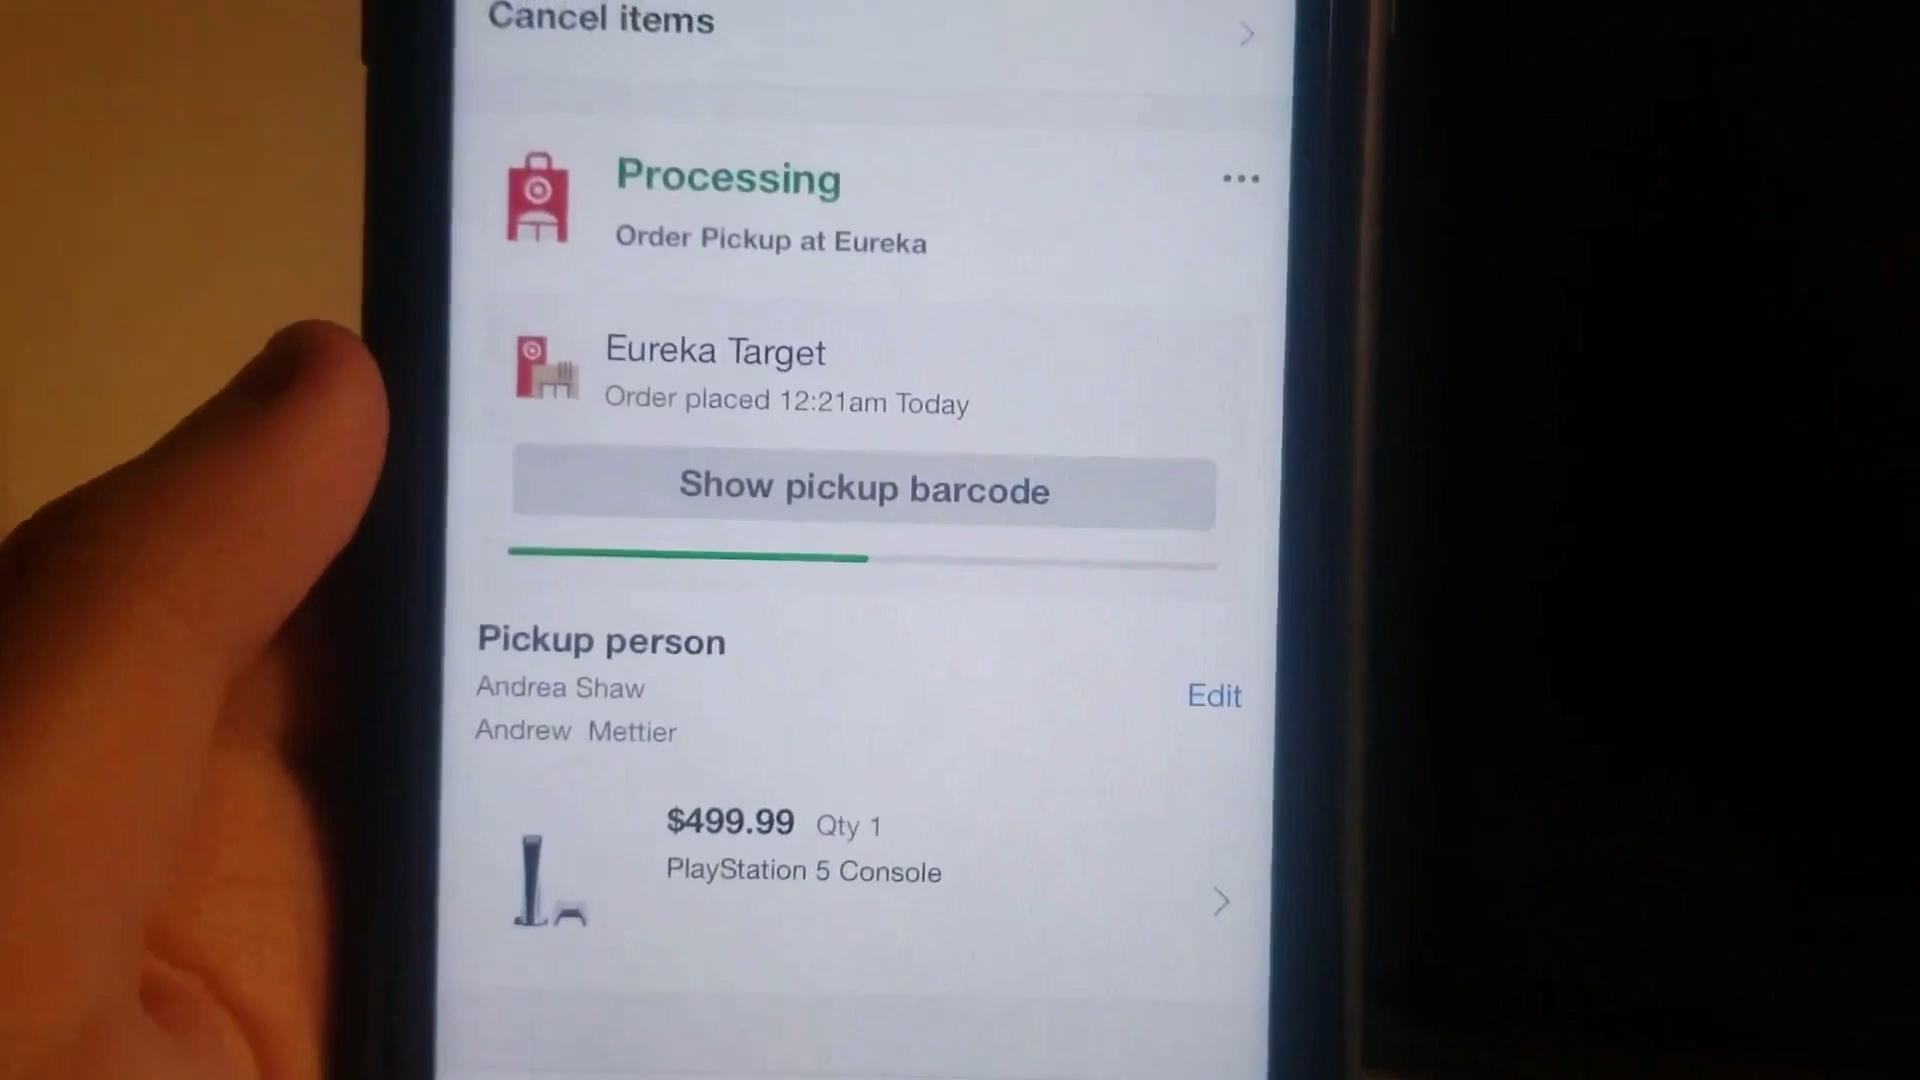 Cancel items
Processing
Order Pickup at Eureka
Eureka Target
Order placed 12:21am Today
Show pickup barcode
Pickup person
Andrea Shaw
Edit
Andrew Mettier
$499.99 Qty 1
PlayStation 5 Console